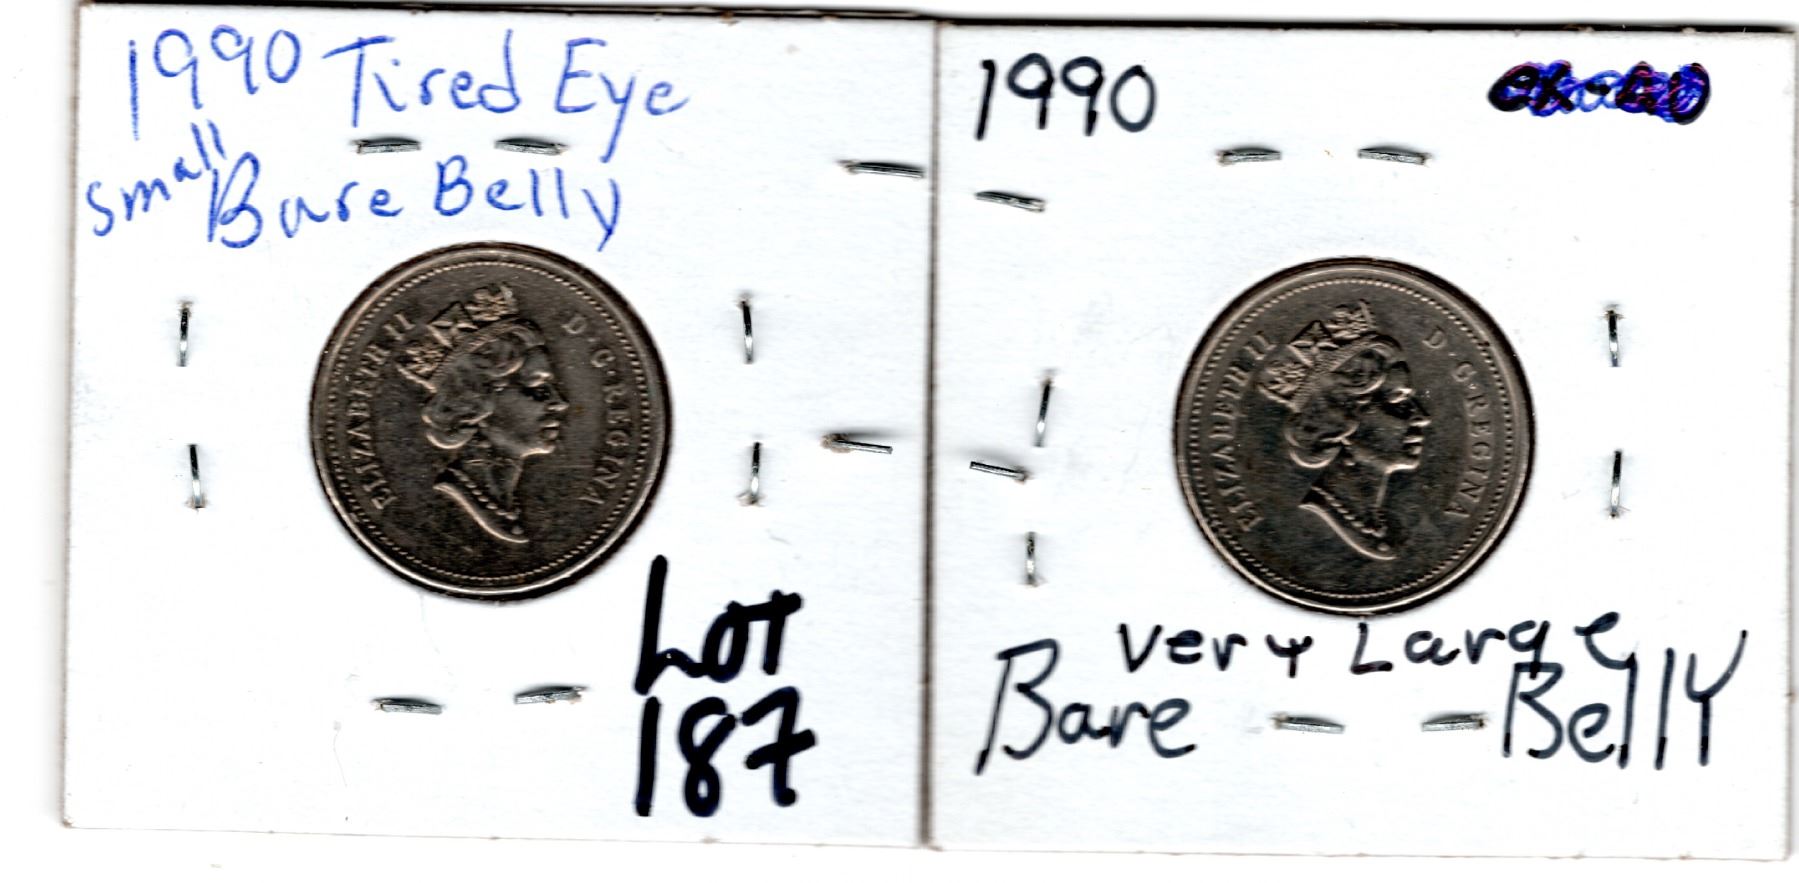 1990 Tired Eye
small Bare Belly
ELIZABETH II D·G·REGINA
Lot
187
1990
ELIZABETH II D·G·REGINA
Very Large
Bare Belly